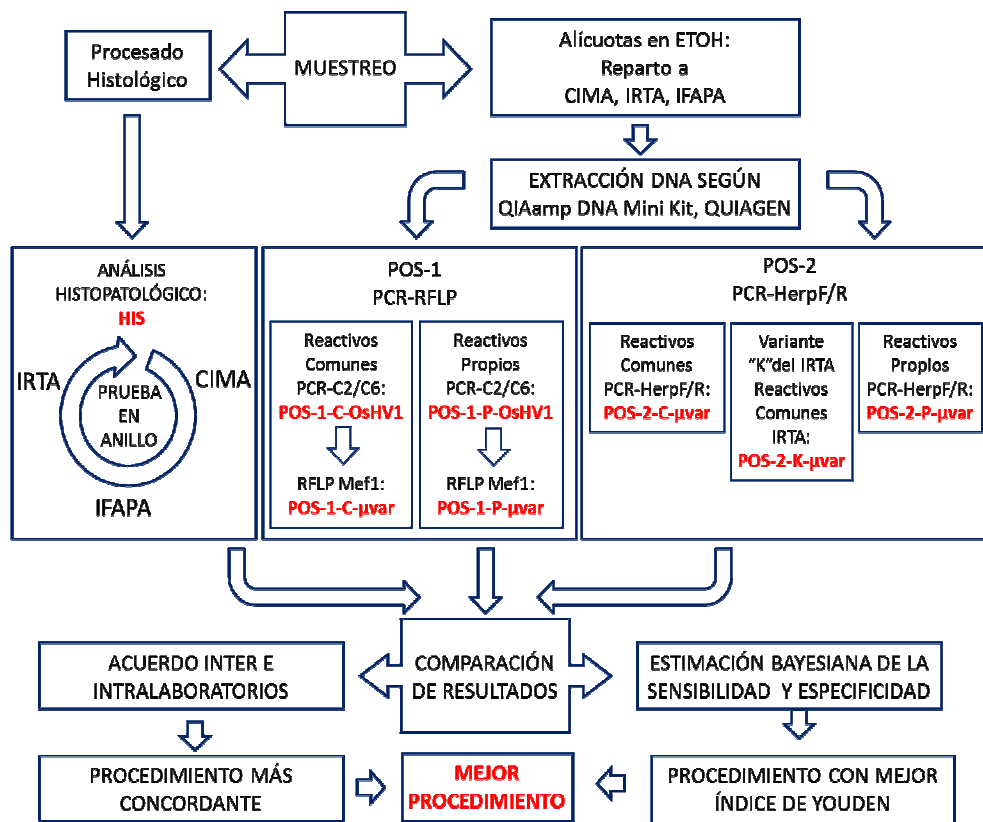 Procesado
Histológico
MUESTREO
Alícuotas en ETOH:
Reparto a
CIMA, IRTA, IFAPA
EXTRACCIÓN DNA SEGÚN
QIAamp DNA Mini Kit, QUIAGEN
ANÁLISIS
HISTOPATOLÓGICO:
HIS
IRTA
CIMA
PRUEBA
EN
ANILLO
IFAPA
POS-1
PCR-RFLP
Reactivos
Comunes
PCR-C2/C6:
POS-1-C-OsHV1
RFLP Mef1:
POS-1-C-μvar
Reactivos
Propios
PCR-C2/C6:
POS-1-P-OsHV1
RFLP Mef1:
POS-1-P-μvar
POS-2
PCR-HerpF/R
Reactivos
Comunes
PCR-HerpF/R:
POS-2-C-μvar
Variante
“K”del IRTA
Reactivos
Comunes
IRTA:
POS-2-K-μvar
Reactivos
Propios
PCR-HerpF/R:
POS-2-P-μvar
ACUERDO INTER E
INTRALABORATORIOS
COMPARACIÓN
DE RESULTADOS
ESTIMACIÓN BAYESIANA DE LA
SENSIBILIDAD Y ESPECIFICIDAD
PROCEDIMIENTO MÁS
CONCORDANTE
MEJOR
PROCEDIMIENTO
PROCEDIMIENTO CON MEJOR
ÍNDICE DE YOUDEN